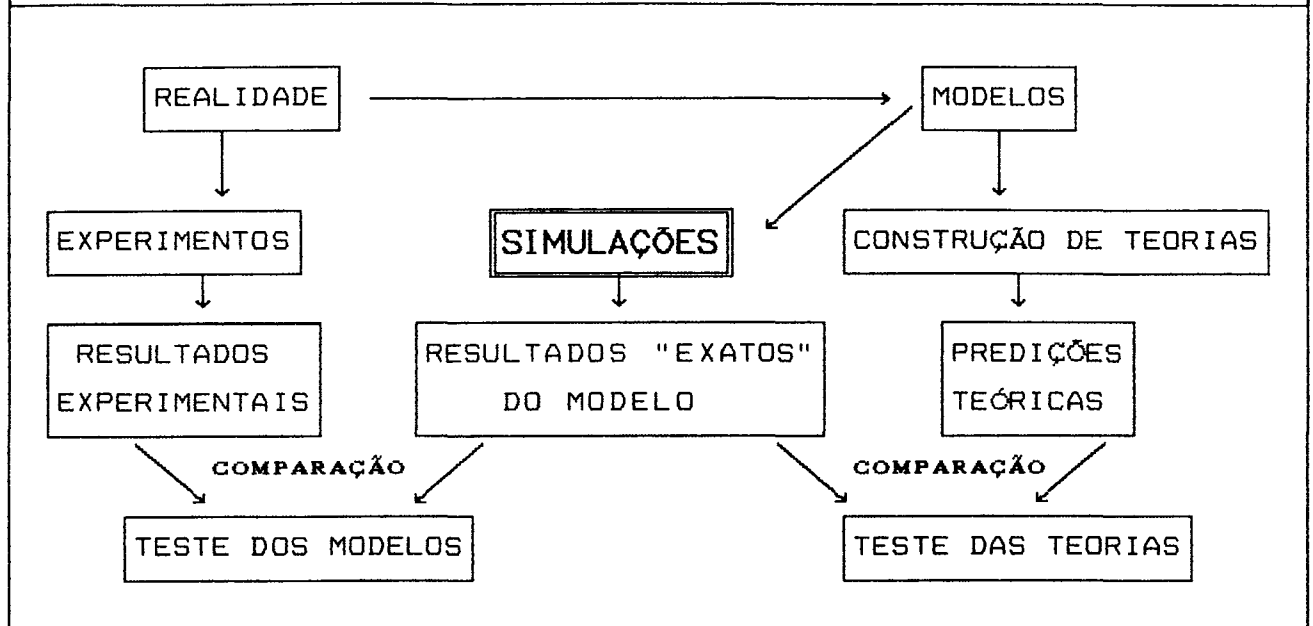 REALIDADE
MODELOS
EXPERIMENTOS
SIMULAÇÕES
CONSTRUÇÃO DE TEORIAS
RESULTADOS
EXPERIMENTAIS
RESULTADOS "EXATOS"
DO MODELO
PREDIÇÕES
TEÓRICAS
COMPARAÇÃO
COMPARAÇÃO
TESTE DOS MODELOS
TESTE DAS TEORIAS